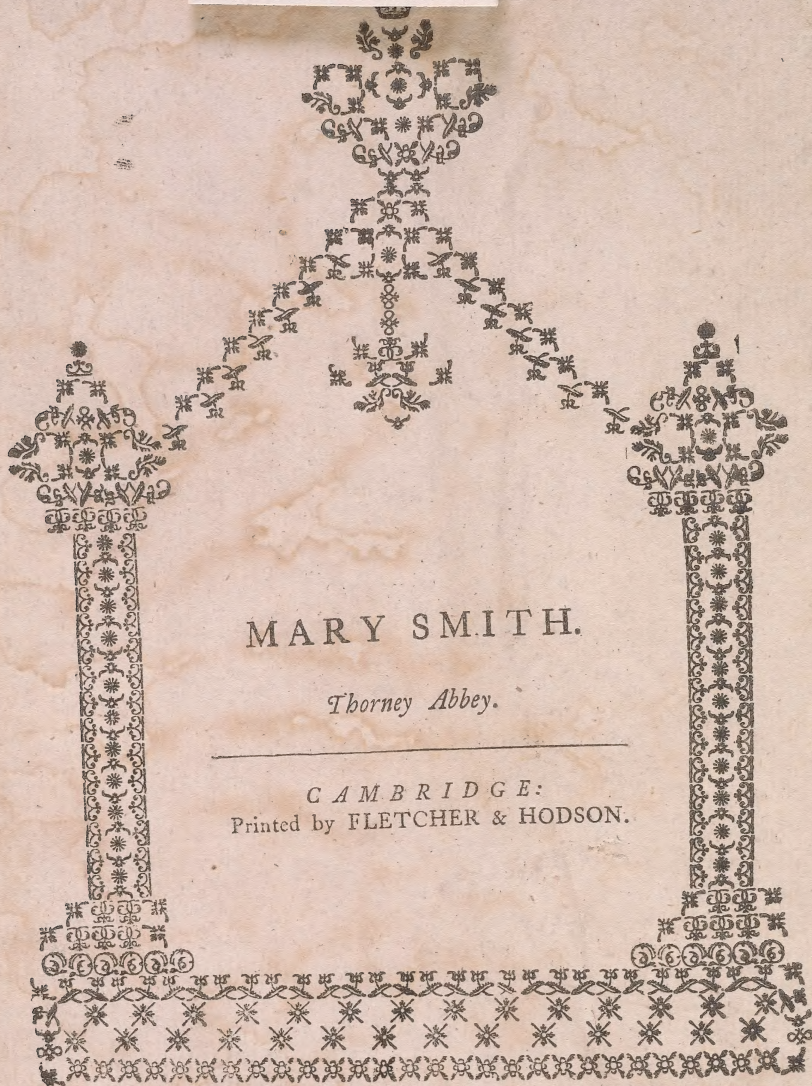 MARY SMITH.
Thorney Abbey.
CAMBRIDGE:
Printed by FLETCHER & HODSON.